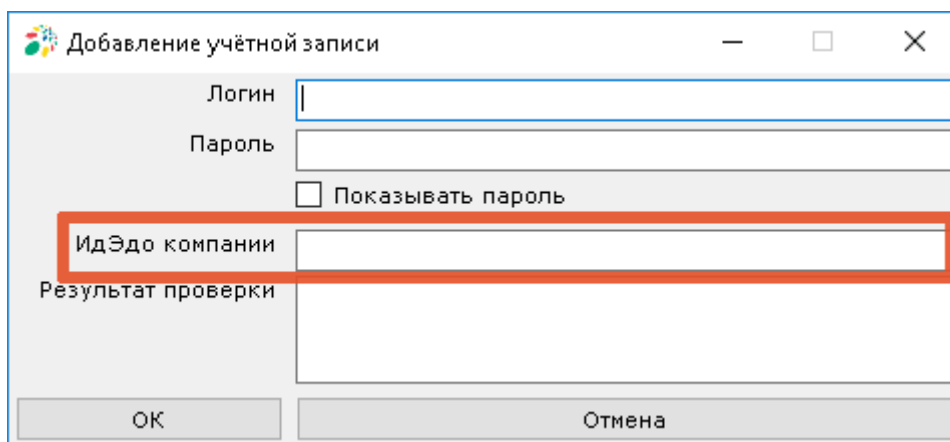 Добавление учётной записи
Логин
Пароль
Показывать пароль
ИдЭдо компании
Результат проверки
ОК
Отмена